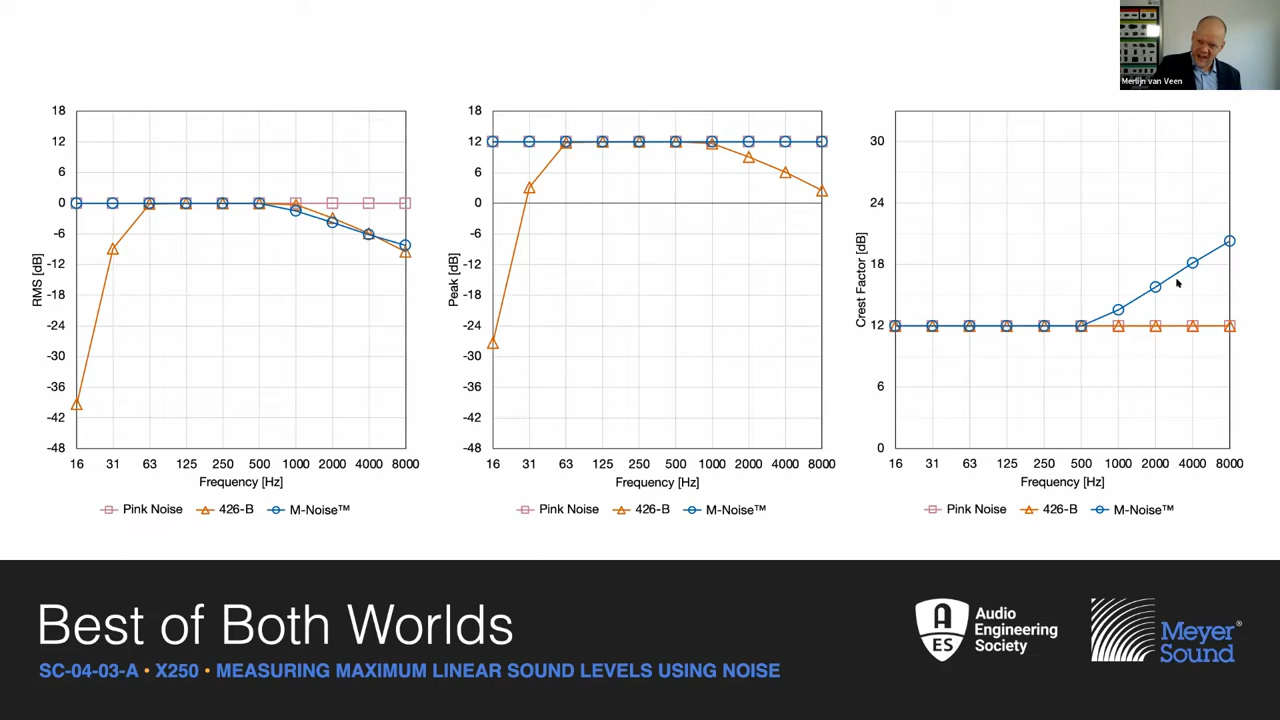 Merlijn van Veen
18
12
6
0
-6
-12
-18
-24
-30
-36
-42
-48
RMS [dB]
16 31 63 125 250 500 1000 2000 4000 8000
Frequency [Hz]
Pink Noise 426-B M-Noise™
18
12
6
0
-6
-12
-18
-24
-30
-36
-42
-48
Peak [dB]
16 31 63 125 250 500 1000 2000 4000 8000
Frequency [Hz]
Pink Noise 426-B M-Noise™
30
24
18
12
6
0
Crest Factor [dB]
16 31 63 125 250 500 1000 2000 4000 8000
Frequency [Hz]
Pink Noise 426-B M-Noise™
Best of Both Worlds
SC-04-03-A • X250 • MEASURING MAXIMUM LINEAR SOUND LEVELS USING NOISE
A
ES
Audio
Engineering
Society
Meyer®
Sound